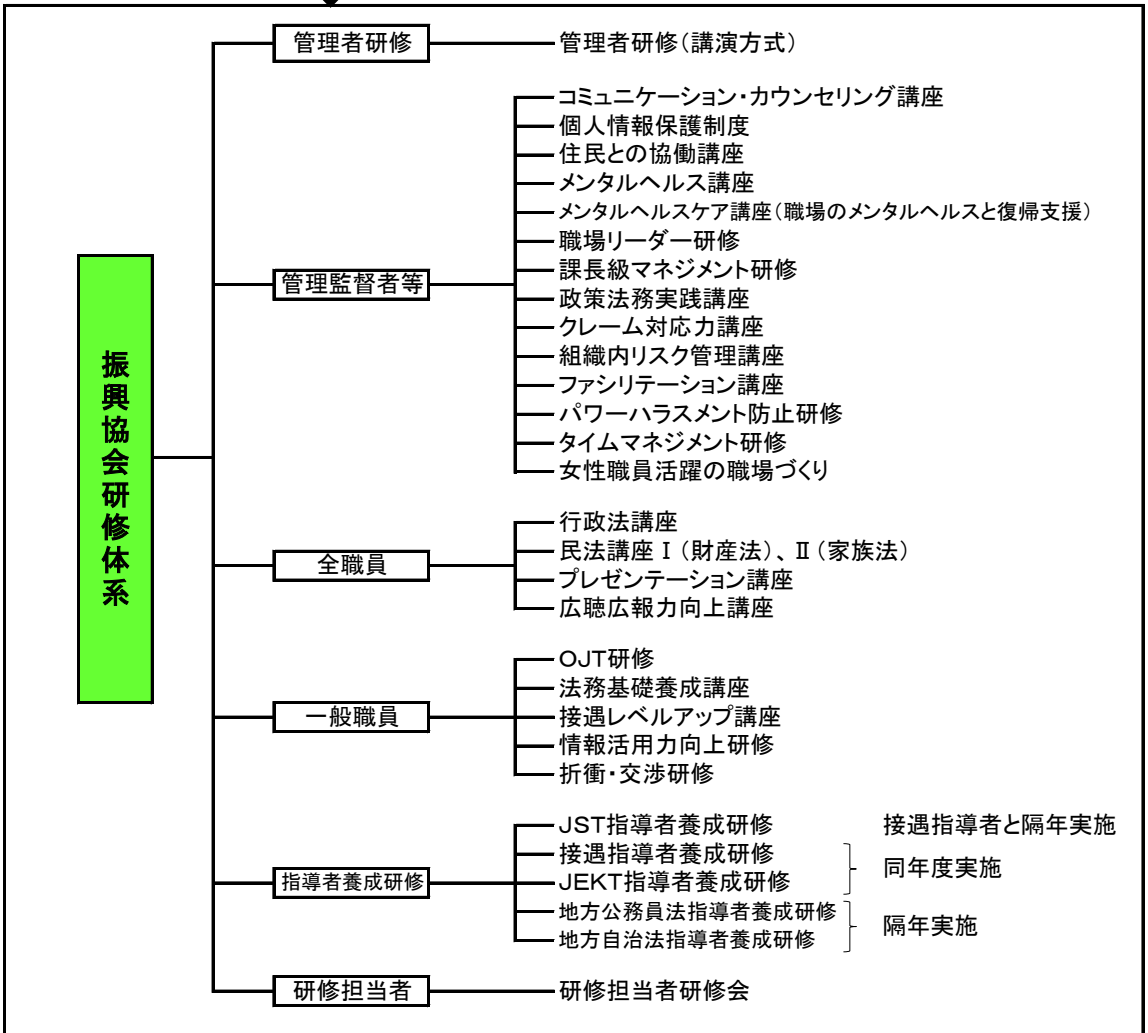 振興協会研修体系
管理者研修
管理者研修(講演方式)
管理監督者等
コミュニケーション・カウンセリング講座
個人情報保護制度
住民との協働講座
メンタルヘルス講座
メンタルヘルスケア講座(職場のメンタルヘルスと復帰支援)
職場リーダー研修
課長級マネジメント研修
政策法務実践講座
クレーム対応力講座
組織内リスク管理講座
ファシリテーション講座
パワーハラスメント防止研修
タイムマネジメント研修
女性職員活躍の職場づくり
全職員
行政法講座
民法講座Ⅰ(財産法)、Ⅱ(家族法)
プレゼンテーション講座
広聴広報力向上講座
一般職員
OJT研修
法務基礎養成講座
接遇レベルアップ講座
情報活用力向上研修
折衝・交渉研修
指導者養成研修
JST指導者養成研修 接遇指導者と隔年実施
接遇指導者養成研修
JEKT指導者養成研修
同年度実施
地方公務員法指導者養成研修
地方自治法指導者養成研修
隔年実施
研修担当者
研修担当者研修会